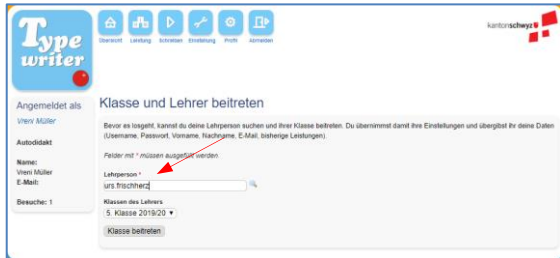 Type
writer
Übersicht Leistung Schreiben Einstellung Profil Abmelden
kantonschwyz
Angemeldet als
Vreni Müller
Autodidakt
Name:
Vreni Müller
E-Mail:
Besuche: 1
Klasse und Lehrer beitreten
Bevor es losgeht, kannst du deine Lehrperson suchen und ihrer Klasse beitreten. Du übernimmst damit ihre Einstellungen und übergibst ihr deine Daten
(Username, Passwort, Vorname, Nachname, E-Mail, bisherige Leistungen).
Felder mit * müssen ausgefüllt werden.
Lehrperson *
urs.frischherz
Klassen des Lehrers
5. Klasse 2019/20
Klasse beitreten